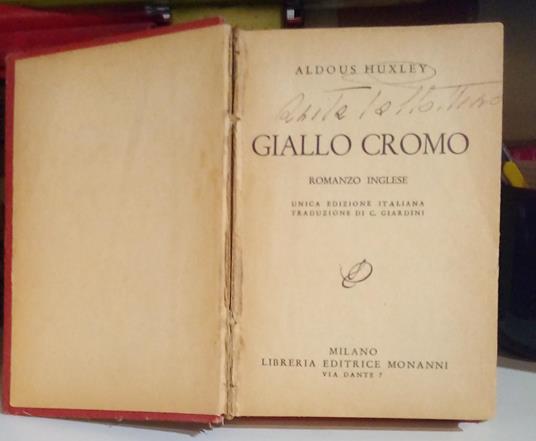 ALDOUS HUXLEY
GIALLO CROMO
ROMANZO INGLESE
UNICA EDIZIONE ITALIANA
TRADUZIONE DI C. GIARDINI
MILANO
LIBRERIA EDITRICE MONANNI
VIA DANTE 7